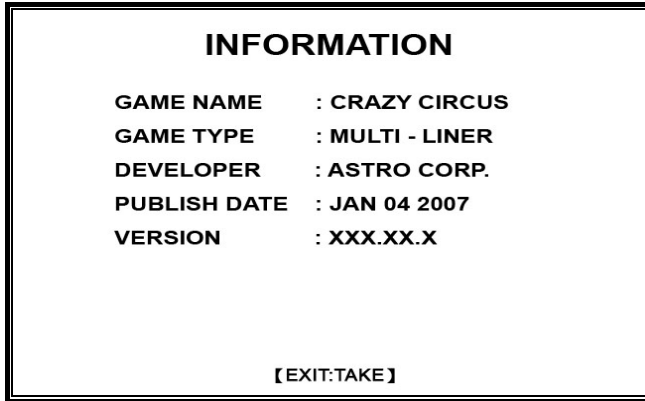 INFORMATION
GAME NAME : CRAZY CIRCUS
GAME TYPE : MULTI - LINER
DEVELOPER : ASTRO CORP.
PUBLISH DATE : JAN 04 2007
VERSION : XXX.XX.X
【EXIT:TAKE】